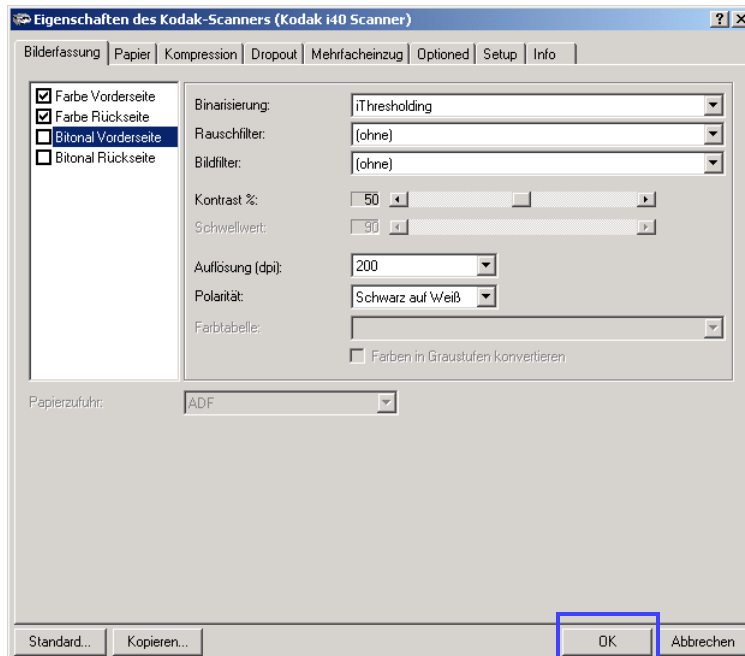 Eigenschaften des Kodak-Scanners (Kodak i40 Scanner)
Bilderfassung Papier Kompression Dropout Mehrfacheinzug Optioned Setup Info
Farbe Vorderseite
Farbe Rückseite
Bitonal Vorderseite
Bitonal Rückseite
Binarisierung: iThresholding
Rauschfilter: (ohne)
Bildfilter: (ohne)
Kontrast %: 50
Schwellwert: 90
Auflösung (dpi): 200
Polarität: Schwarz auf Weiß
Farbtabelle:
Farben in Graustufen konvertieren
Papierzufuhr: ADF
Standard... Kopieren... OK Abbrechen